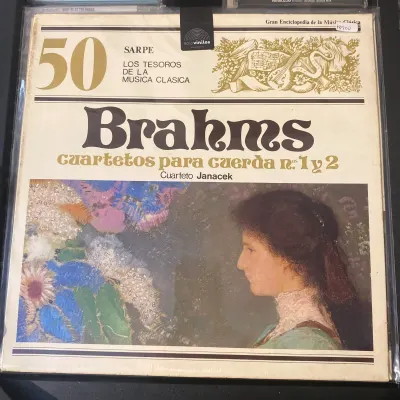 Gran Enciclopedia de la Música Clásica
50
SARPE
LOS TESOROS
DE LA
MUSICA CLASICA
Brahms
cuartetos para cuerda nº 1 y 2
Cuarteto Janacek